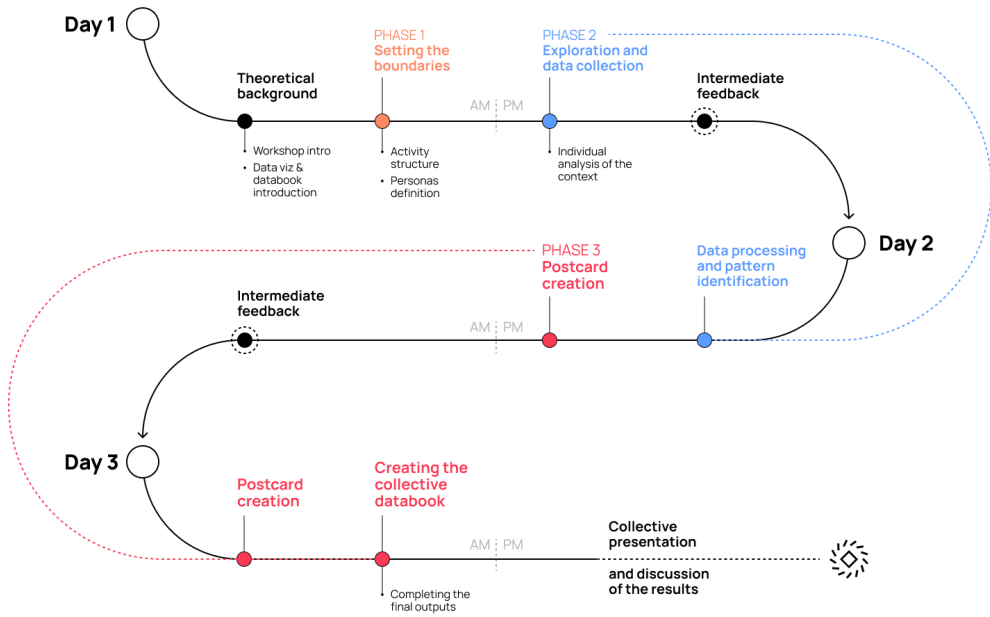 Day 1
Theoretical
background
• Workshop intro
• Data viz &
databook
introduction
PHASE 1
Setting the
boundaries
• Activity
structure
• Personas
definition
AM PM
PHASE 2
Exploration and
data collection
• Individual
analysis of the
context
Intermediate
feedback
Day 2
Data processing
and pattern
identification
PHASE 3
Postcard
creation
AM PM
Intermediate
feedback
Day 3
Postcard
creation
Creating the
collective
databook
• Completing the
final outputs
AM PM
Collective
presentation
and discussion
of the results